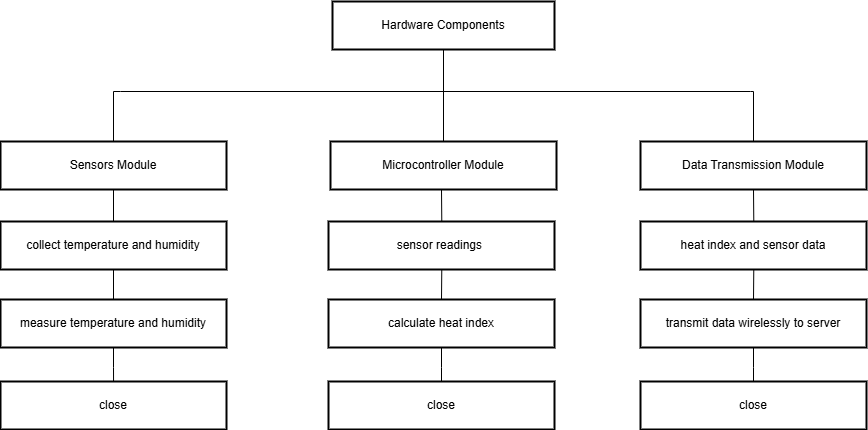 Hardware Components
Sensors Module
Microcontroller Module
Data Transmission Module
collect temperature and humidity
sensor readings
heat index and sensor data
measure temperature and humidity
calculate heat index
transmit data wirelessly to server
close
close
close